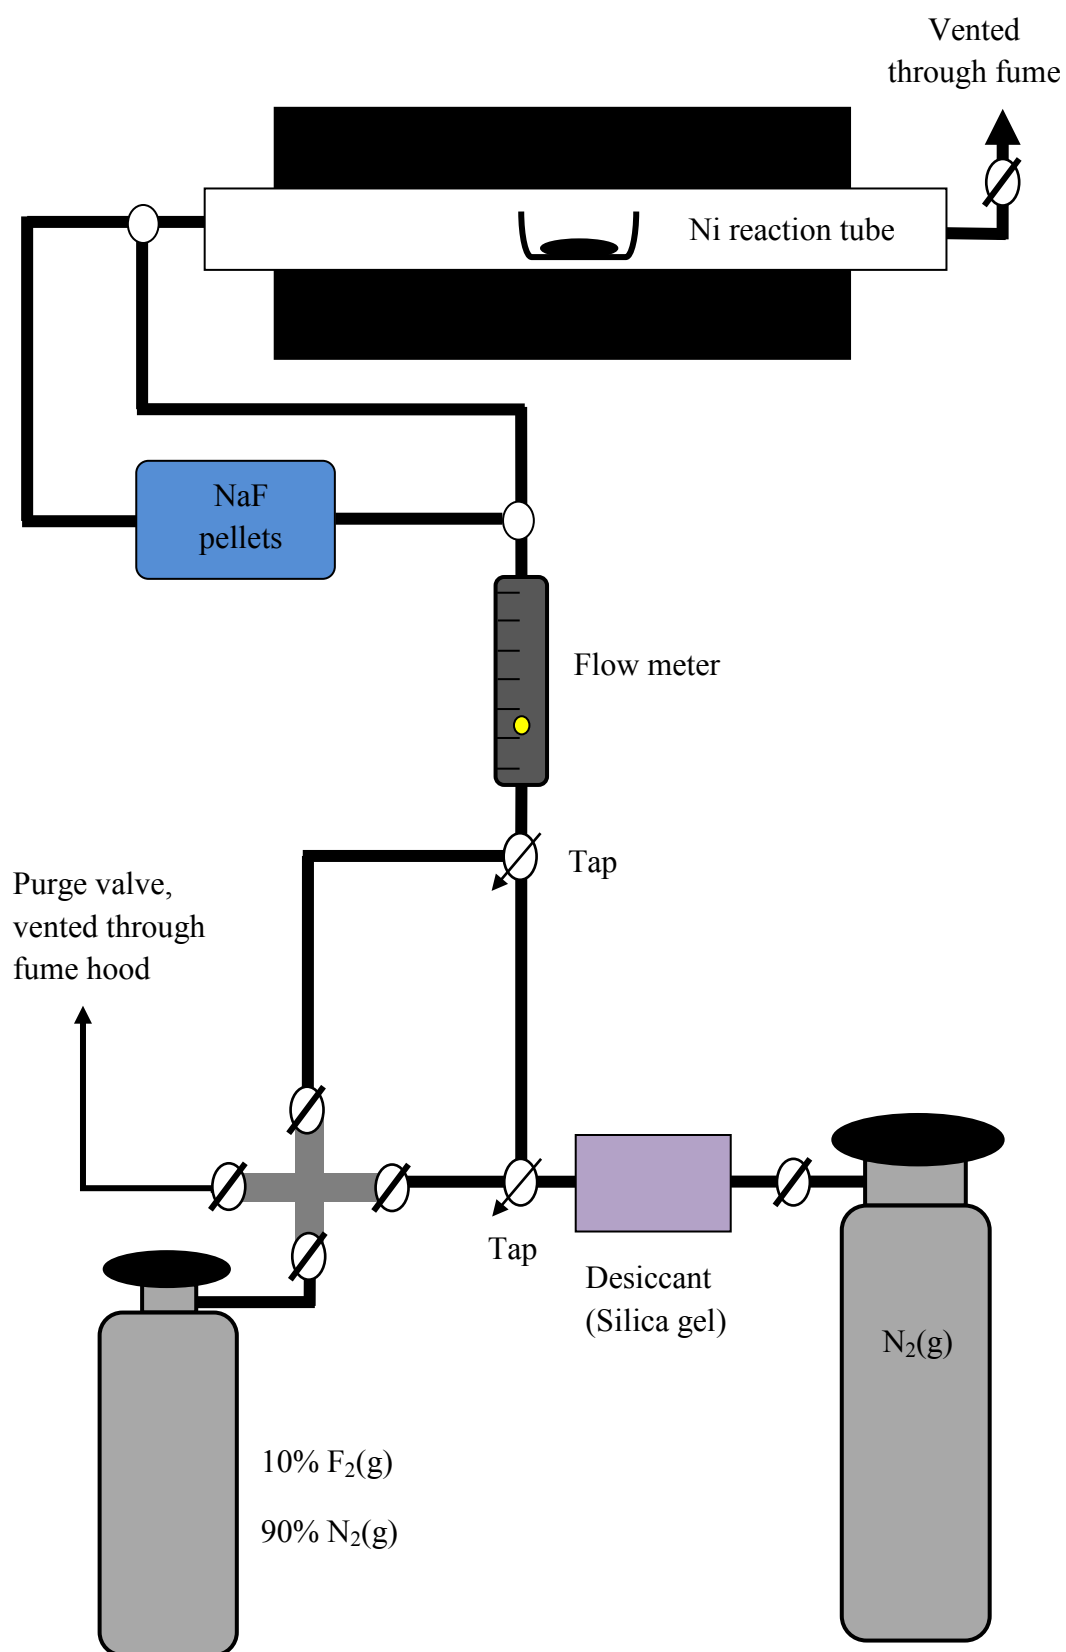 Vented
through fume
Ni reaction tube
NaF
pellets
Flow meter
Tap
Purge valve,
vented through
fume hood
Tap
Desiccant
(Silica gel)
N₂(g)
10% F₂(g)
90% N₂(g)